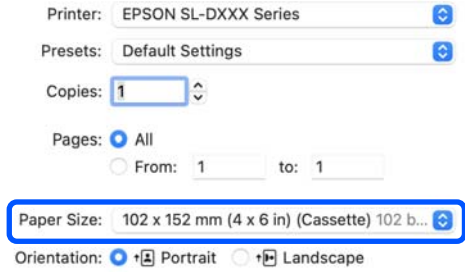 Printer: EPSON SL-DXXX Series
Presets: Default Settings
Copies: 1
Pages: All
From: 1 to: 1
Paper Size: 102 x 152 mm (4 x 6 in) (Cassette) 102 b...
Orientation: Portrait Landscape